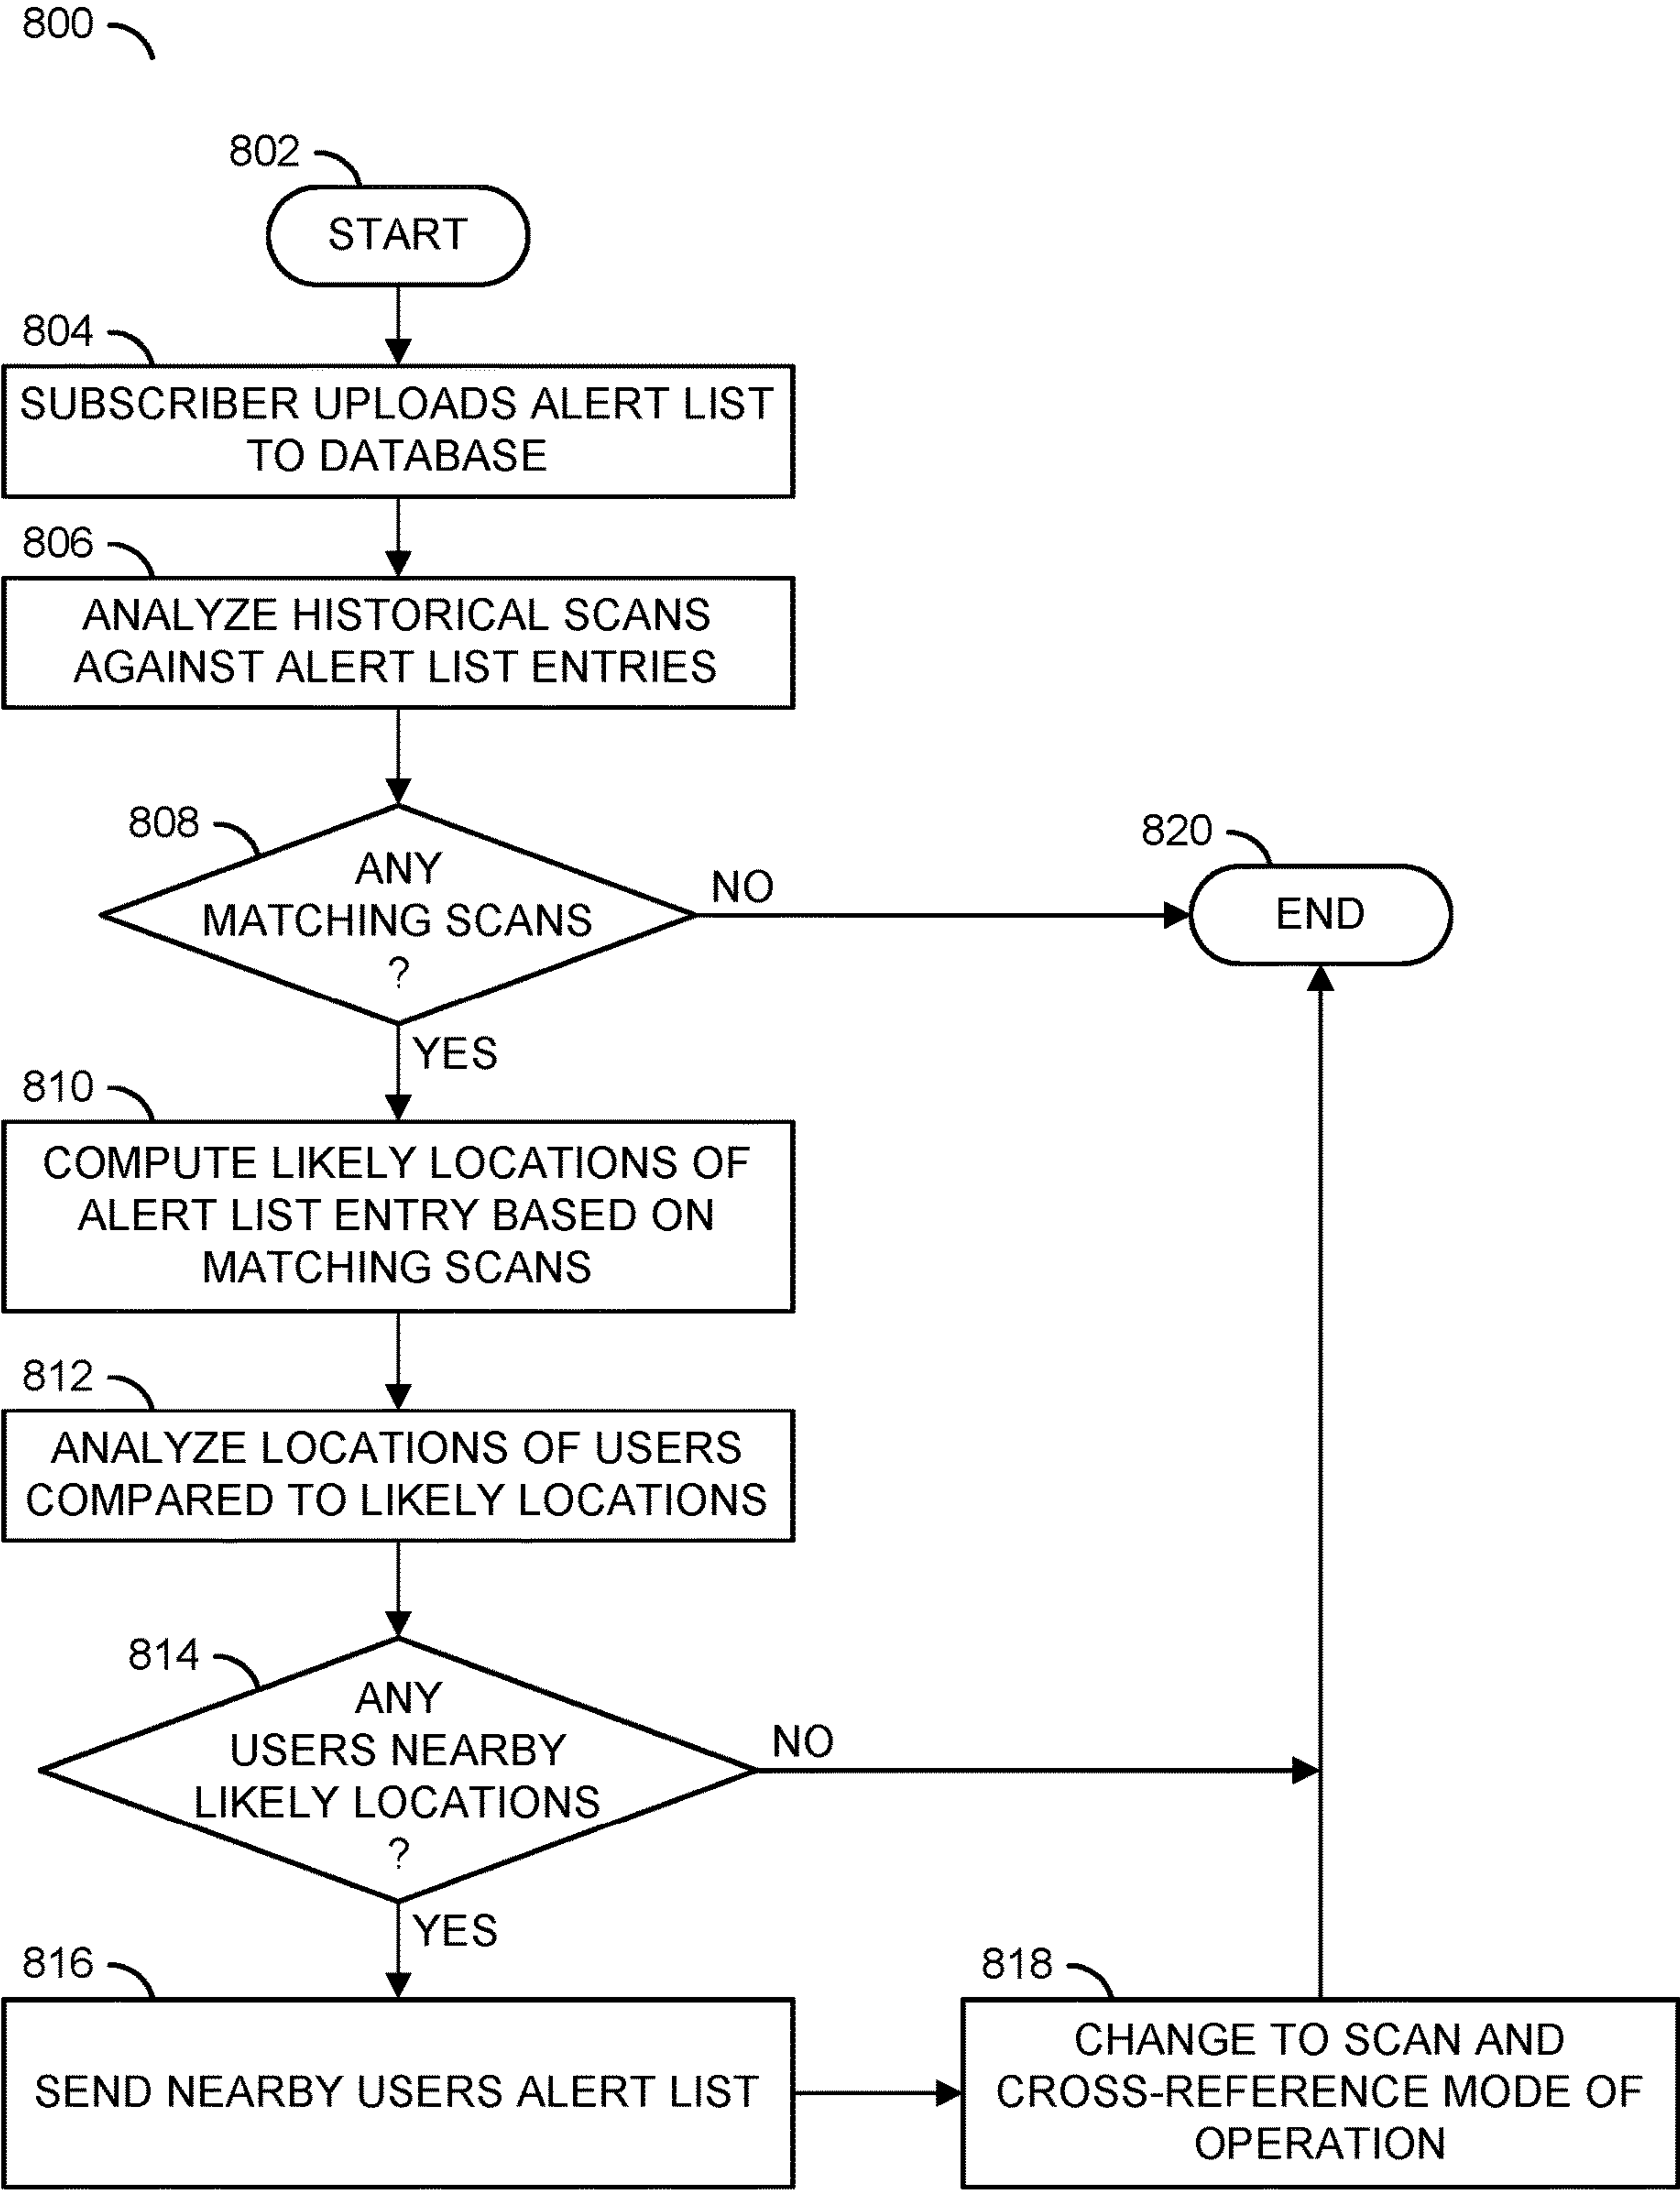 800
802
START
804
SUBSCRIBER UPLOADS ALERT LIST
TO DATABASE
806
ANALYZE HISTORICAL SCANS
AGAINST ALERT LIST ENTRIES
808
ANY
MATCHING SCANS
?
NO
820
END
YES
810
COMPUTE LIKELY LOCATIONS OF
ALERT LIST ENTRY BASED ON
MATCHING SCANS
812
ANALYZE LOCATIONS OF USERS
COMPARED TO LIKELY LOCATIONS
814
ANY
USERS NEARBY
LIKELY LOCATIONS
?
NO
YES
816
SEND NEARBY USERS ALERT LIST
818
CHANGE TO SCAN AND
CROSS-REFERENCE MODE OF
OPERATION